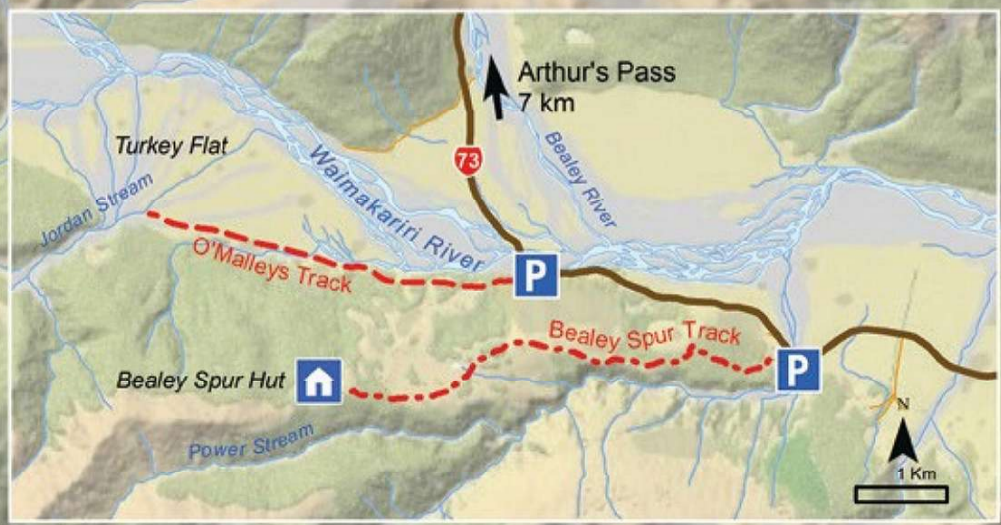 Arthur's Pass
7 km
Turkey Flat
73
Bealey River
Waimakariri River
Jordan Stream
O'Malleys Track
P
Bealey Spur Track
P
Bealey Spur Hut
Power Stream
N
1 Km